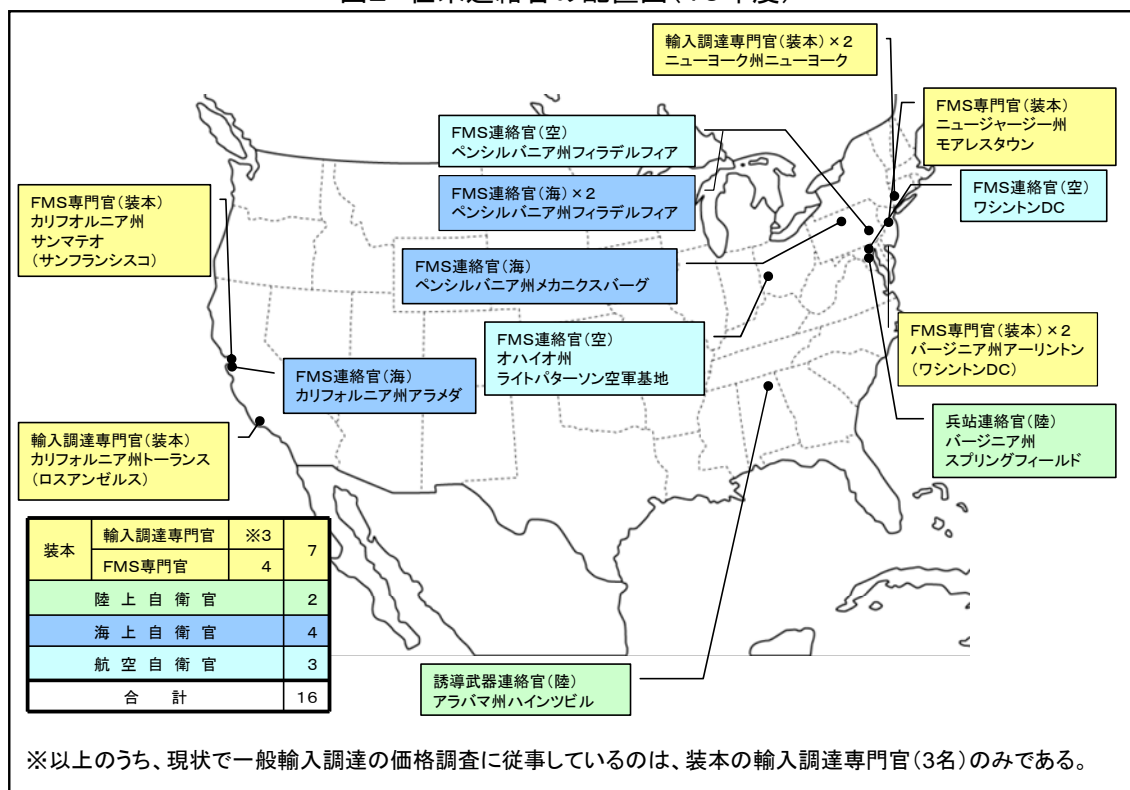 輸入調達専門官(装本)×2
ニューヨーク州ニューヨーク
FMS専門官(装本)
ニュージャージー州
モアレスタウン
FMS連絡官(空)
ペンシルバニア州フィラデルフィア
FMS連絡官(空)
ワシントンDC
FMS連絡官(海)×2
ペンシルバニア州フィラデルフィア
FMS専門官(装本)
カリフオルニア州
サンマテオ
(サンフランシスコ)
FMS連絡官(海)
ペンシルバニア州メカニクスバーグ
FMS専門官(装本)×2
バージニア州アーリントン
(ワシントンDC)
FMS連絡官(空)
オハイオ州
ライトパターソン空軍基地
FMS連絡官(海)
カリフォルニア州アラメダ
兵站連絡官(陸)
バージニア州
スプリングフィールド
輸入調達専門官(装本)
カリフォルニア州トーランス
(ロスアンゼルス)
装本 輸入調達専門官 ※3 7
FMS専門官 4
陸上自衛官 2
海上自衛官 4
航空自衛官 3
合計 16
誘導武器連絡官(陸)
アラバマ州ハインツビル
※以上のうち、現状で一般輸入調達の価格調査に従事しているのは、装本の輸入調達専門官(3名)のみである。